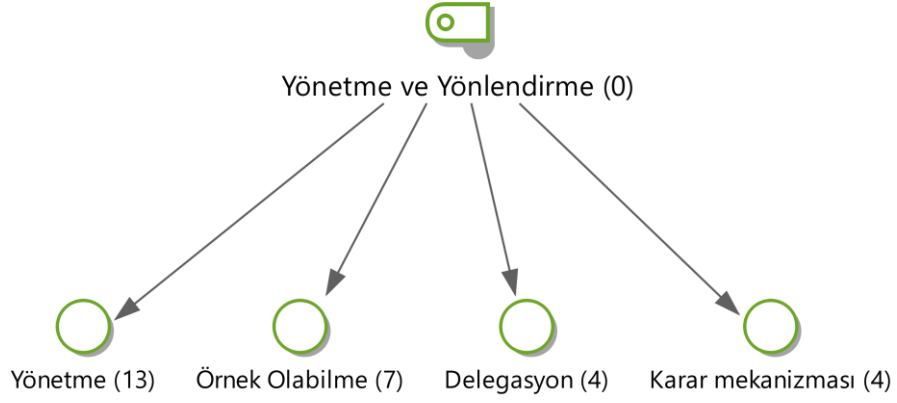 Yönetme ve Yönlendirme (0)
Yönetme (13)
Örnek Olabilme (7)
Delegasyon (4)
Karar mekanizması (4)